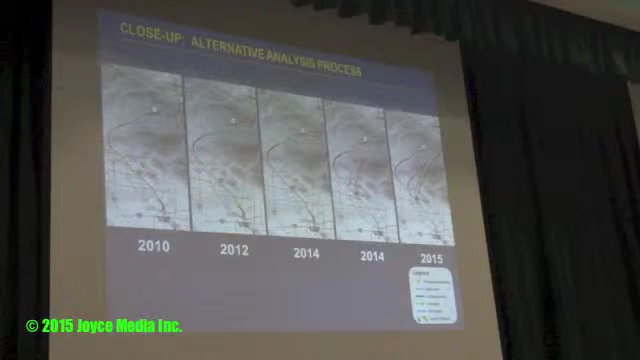 CLOSE-UP: ALTERNATIVE ANALYSIS PROCESS
2010 2012 2014 2014 2015
Legend
© 2015 Joyce Media Inc.